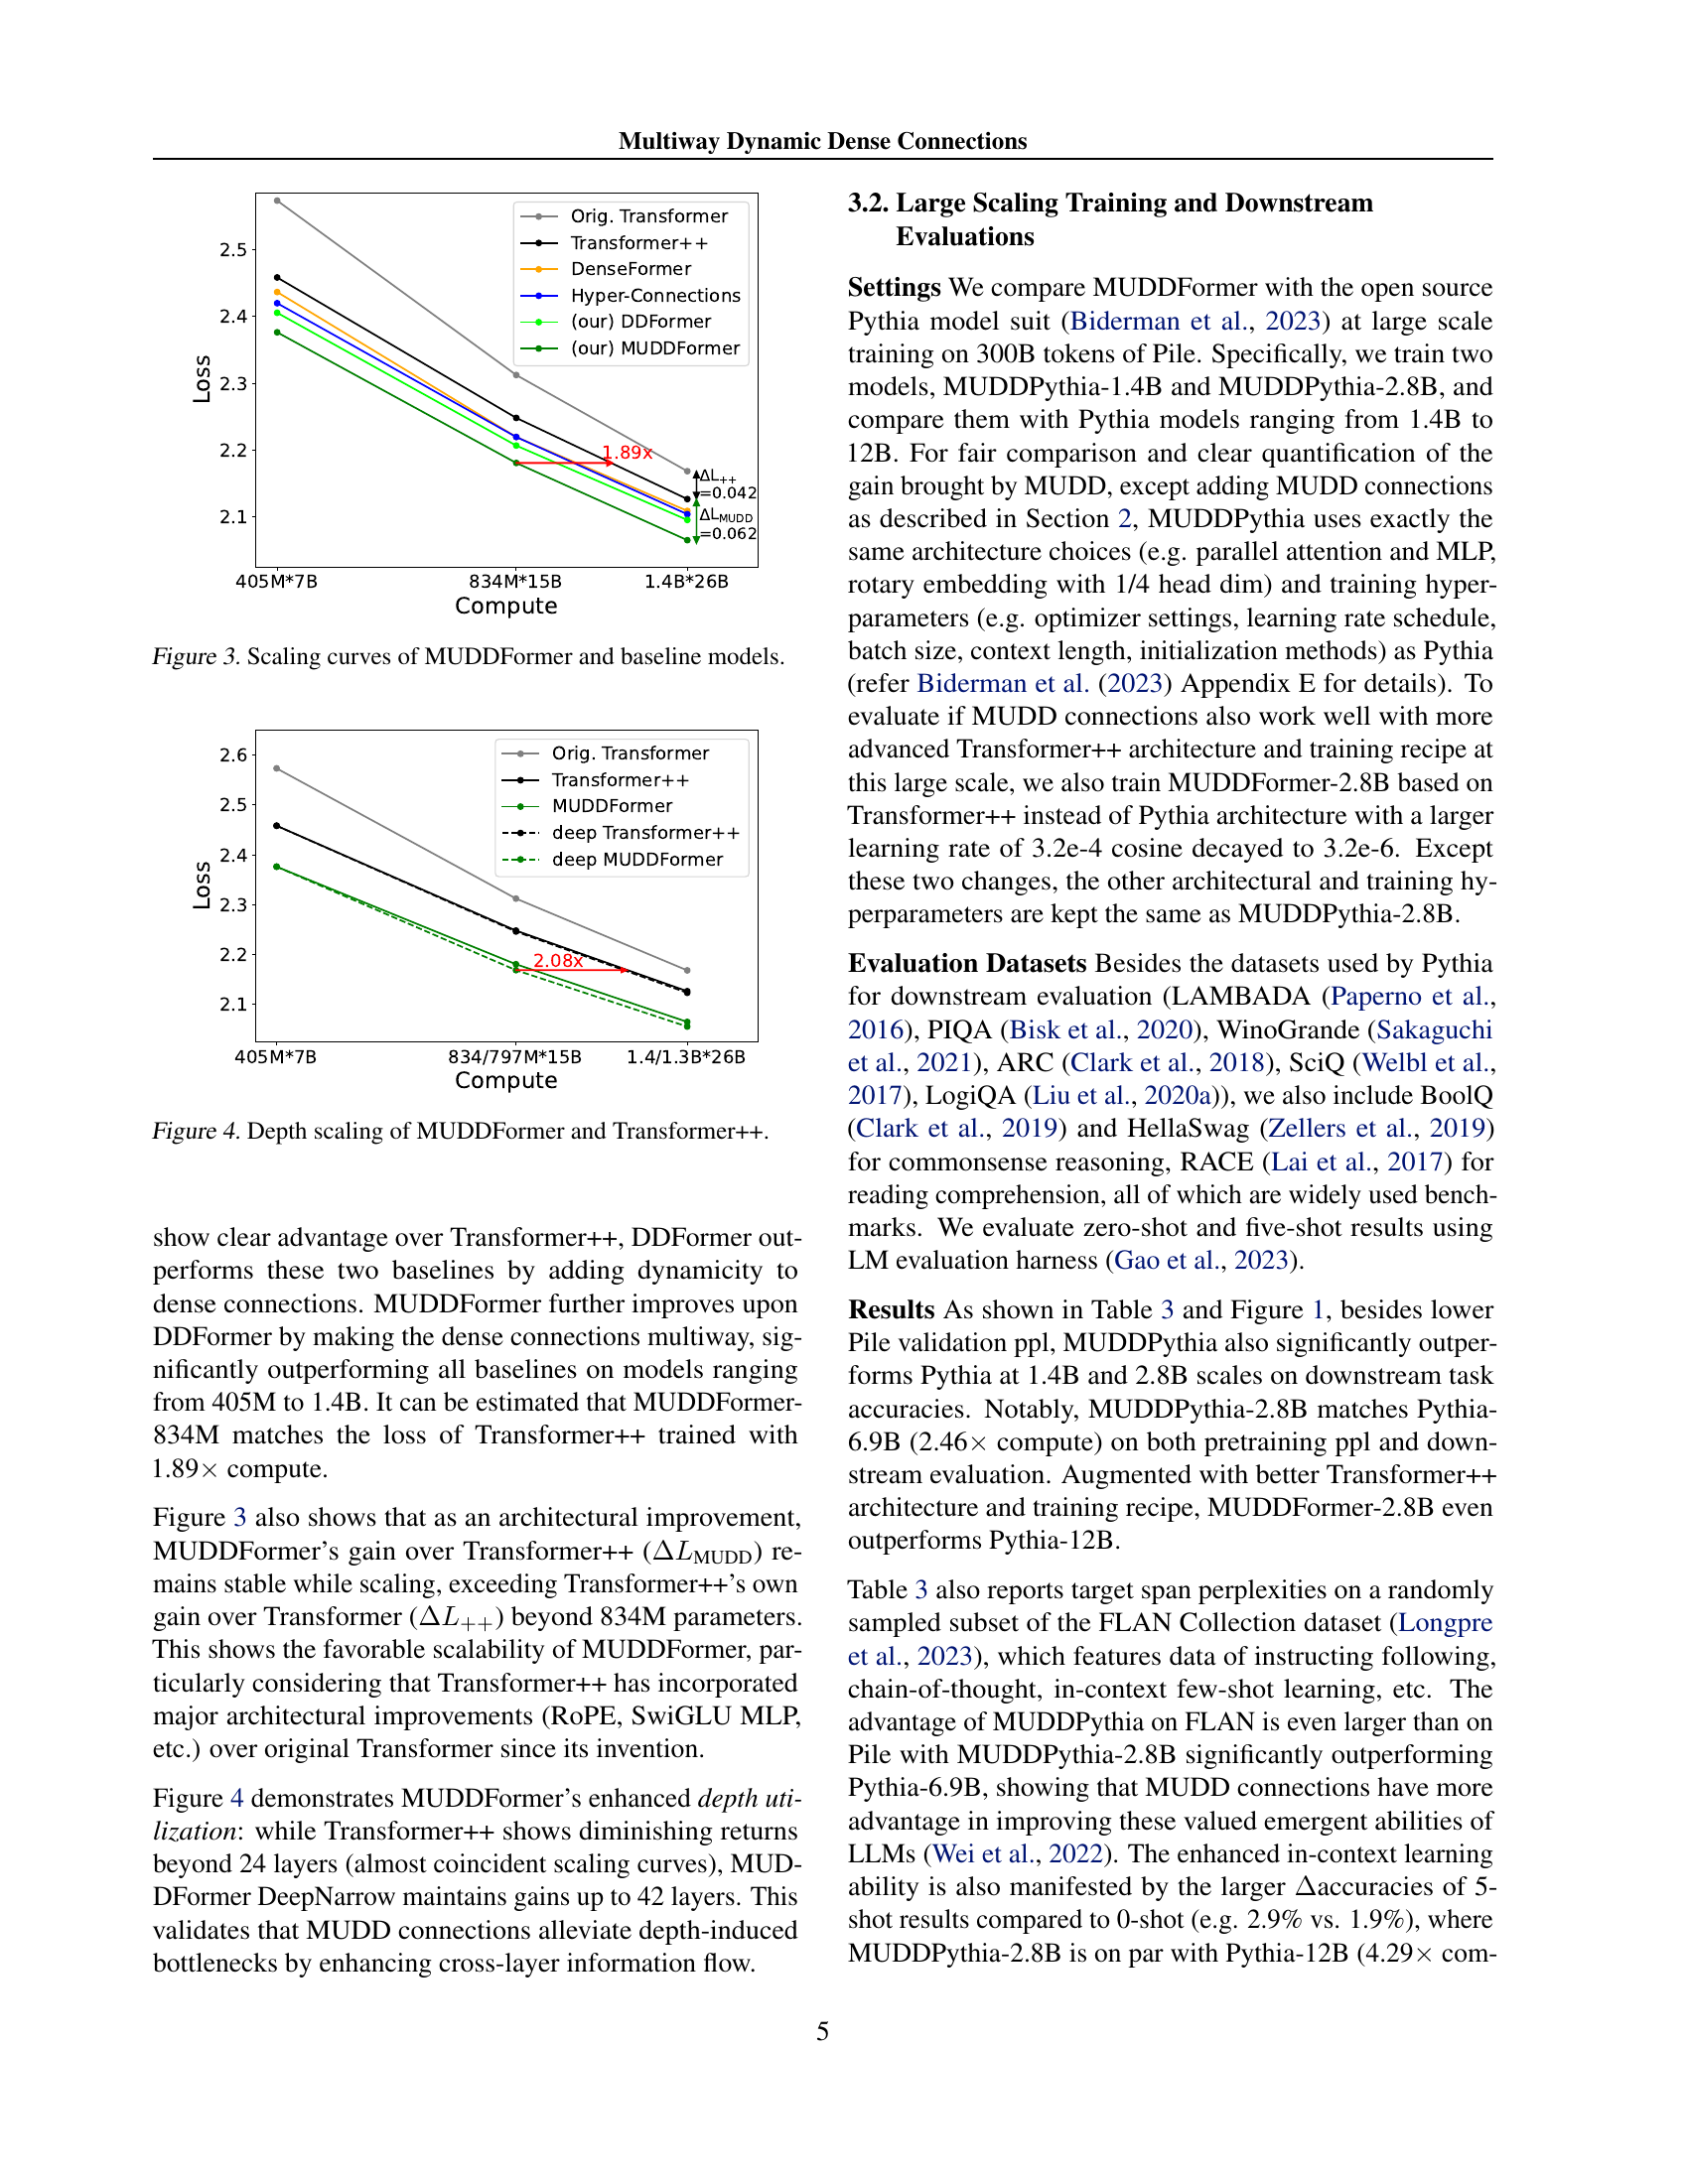 Multiway Dynamic Dense Connections
2.5
2.4
2.3
2.2
2.1
Loss
Orig. Transformer
Transformer++
DenseFormer
Hyper-Connections
(our) DDFormer
(our) MUDDFormer
1.89x
ΔL++
=0.042
ΔLMUDD
=0.062
405M*7B 834M*15B 1.4B*26B
Compute
Figure 3. Scaling curves of MUDDFormer and baseline models.
2.6
2.5
2.4
2.3
2.2
2.1
Loss
Orig. Transformer
Transformer++
MUDDFormer
deep Transformer++
deep MUDDFormer
2.08x
405M*7B 834/797M*15B 1.4/1.3B*26B
Compute
Figure 4. Depth scaling of MUDDFormer and Transformer++.
show clear advantage over Transformer++, DDFormer out-
performs these two baselines by adding dynamicity to
dense connections. MUDDFormer further improves upon
DDFormer by making the dense connections multiway, sig-
nificantly outperforming all baselines on models ranging
from 405M to 1.4B. It can be estimated that MUDDFormer-
834M matches the loss of Transformer++ trained with
1.89× compute.
Figure 3 also shows that as an architectural improvement,
MUDDFormer's gain over Transformer++ (ΔLMUDD) re-
mains stable while scaling, exceeding Transformer++'s own
gain over Transformer (ΔL++) beyond 834M parameters.
This shows the favorable scalability of MUDDFormer, par-
ticularly considering that Transformer++ has incorporated
major architectural improvements (RoPE, SwiGLU MLP,
etc.) over original Transformer since its invention.
Figure 4 demonstrates MUDDFormer's enhanced depth uti-
lization: while Transformer++ shows diminishing returns
beyond 24 layers (almost coincident scaling curves), MUD-
DFormer DeepNarrow maintains gains up to 42 layers. This
validates that MUDD connections alleviate depth-induced
bottlenecks by enhancing cross-layer information flow.
3.2. Large Scaling Training and Downstream
Evaluations
Settings We compare MUDDFormer with the open source
Pythia model suit (Biderman et al., 2023) at large scale
training on 300B tokens of Pile. Specifically, we train two
models, MUDDPythia-1.4B and MUDDPythia-2.8B, and
compare them with Pythia models ranging from 1.4B to
12B. For fair comparison and clear quantification of the
gain brought by MUDD, except adding MUDD connections
as described in Section 2, MUDDPythia uses exactly the
same architecture choices (e.g. parallel attention and MLP,
rotary embedding with 1/4 head dim) and training hyper-
parameters (e.g. optimizer settings, learning rate schedule,
batch size, context length, initialization methods) as Pythia
(refer Biderman et al. (2023) Appendix E for details). To
evaluate if MUDD connections also work well with more
advanced Transformer++ architecture and training recipe at
this large scale, we also train MUDDFormer-2.8B based on
Transformer++ instead of Pythia architecture with a larger
learning rate of 3.2e-4 cosine decayed to 3.2e-6. Except
these two changes, the other architectural and training hy-
perparameters are kept the same as MUDDPythia-2.8B.
Evaluation Datasets Besides the datasets used by Pythia
for downstream evaluation (LAMBADA (Paperno et al.,
2016), PIQA (Bisk et al., 2020), WinoGrande (Sakaguchi
et al., 2021), ARC (Clark et al., 2018), SciQ (Welbl et al.,
2017), LogiQA (Liu et al., 2020a)), we also include BoolQ
(Clark et al., 2019) and HellaSwag (Zellers et al., 2019)
for commonsense reasoning, RACE (Lai et al., 2017) for
reading comprehension, all of which are widely used bench-
marks. We evaluate zero-shot and five-shot results using
LM evaluation harness (Gao et al., 2023).
Results As shown in Table 3 and Figure 1, besides lower
Pile validation ppl, MUDDPythia also significantly outper-
forms Pythia at 1.4B and 2.8B scales on downstream task
accuracies. Notably, MUDDPythia-2.8B matches Pythia-
6.9B (2.46× compute) on both pretraining ppl and down-
stream evaluation. Augmented with better Transformer++
architecture and training recipe, MUDDFormer-2.8B even
outperforms Pythia-12B.
Table 3 also reports target span perplexities on a randomly
sampled subset of the FLAN Collection dataset (Longpre
et al., 2023), which features data of instructing following,
chain-of-thought, in-context few-shot learning, etc. The
advantage of MUDDPythia on FLAN is even larger than on
Pile with MUDDPythia-2.8B significantly outperforming
Pythia-6.9B, showing that MUDD connections have more
advantage in improving these valued emergent abilities of
LLMs (Wei et al., 2022). The enhanced in-context learning
ability is also manifested by the larger Δaccuracies of 5-
shot results compared to 0-shot (e.g. 2.9% vs. 1.9%), where
MUDDPythia-2.8B is on par with Pythia-12B (4.29× com-
5